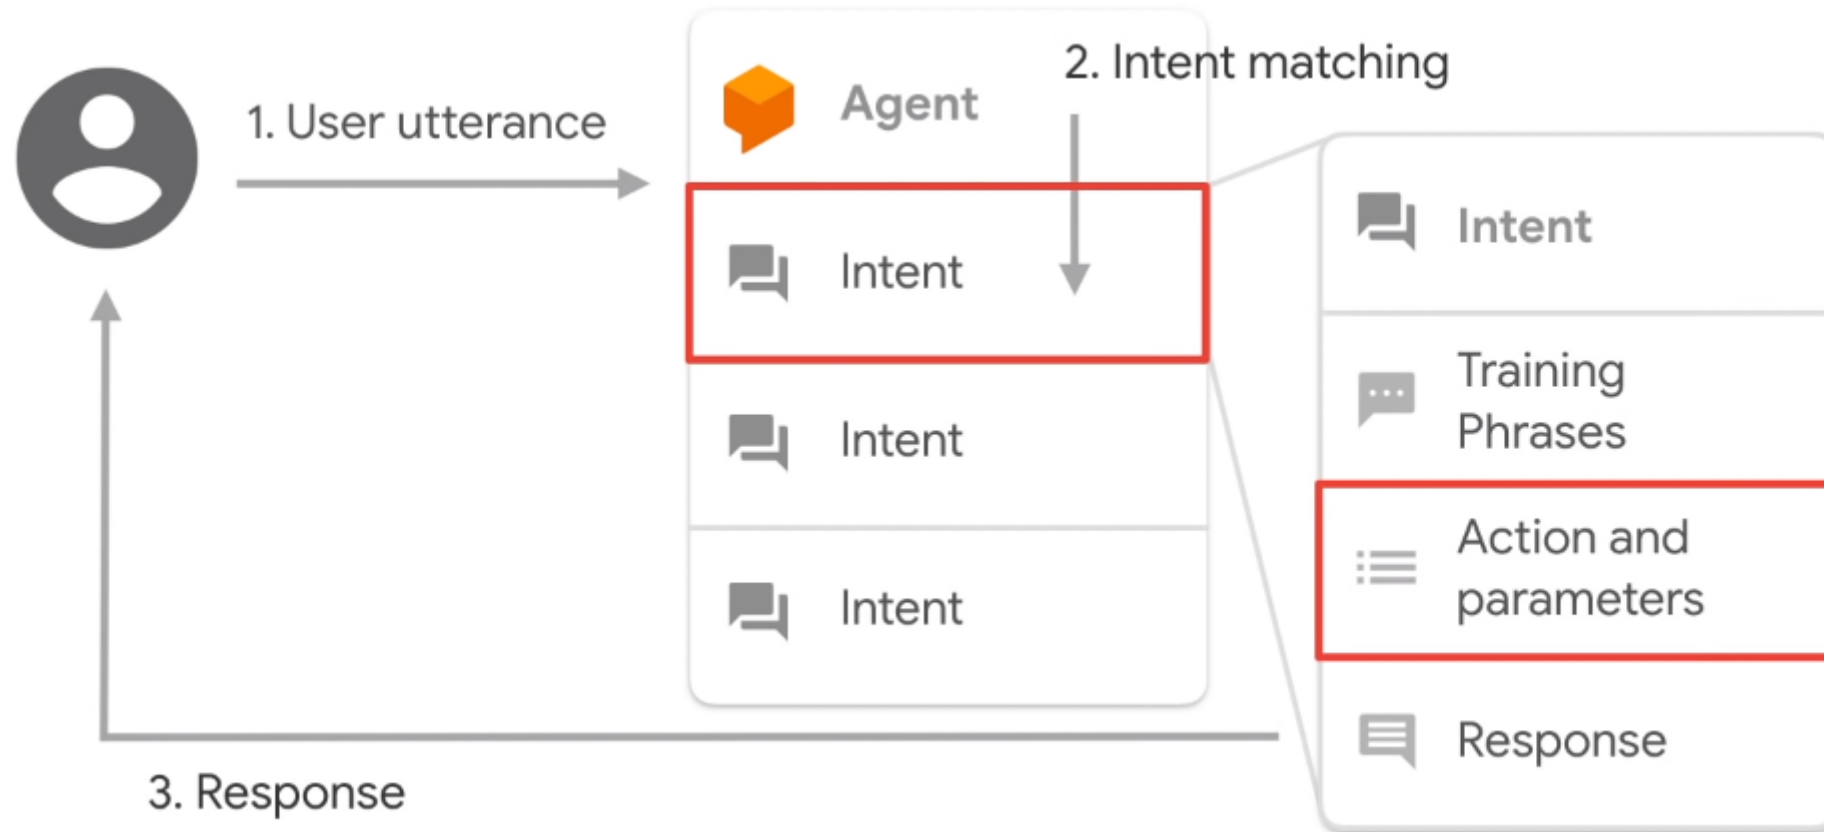 1. User utterance
Agent
2. Intent matching
Intent
Intent
Intent
Intent
Training
Phrases
Action and
parameters
Response
3. Response